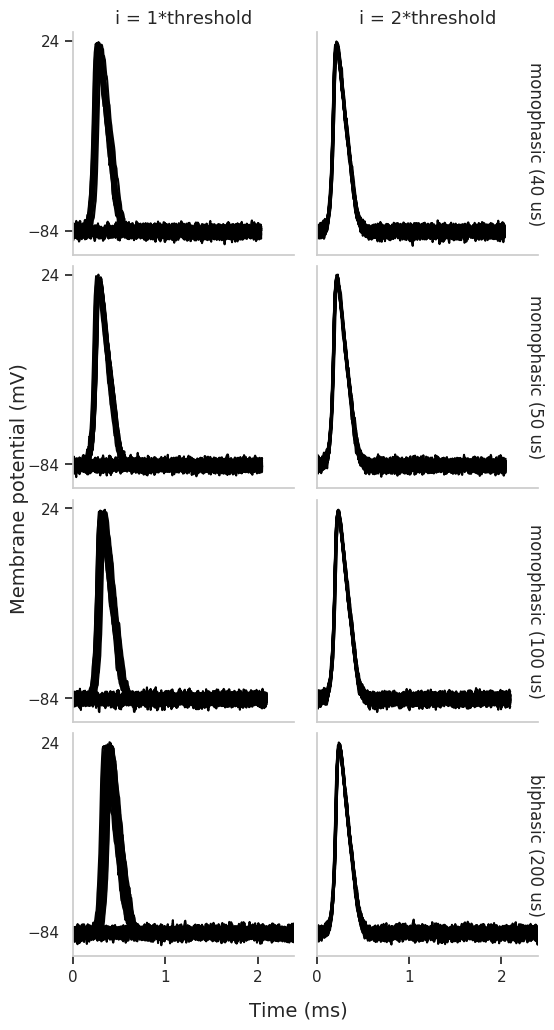 i = 1*threshold
i = 2*threshold
24
−84
monophasic (40 us)
24
−84
monophasic (50 us)
Membrane potential (mV)
24
−84
monophasic (100 us)
24
−84
biphasic (200 us)
0
1
2
0
1
2
Time (ms)